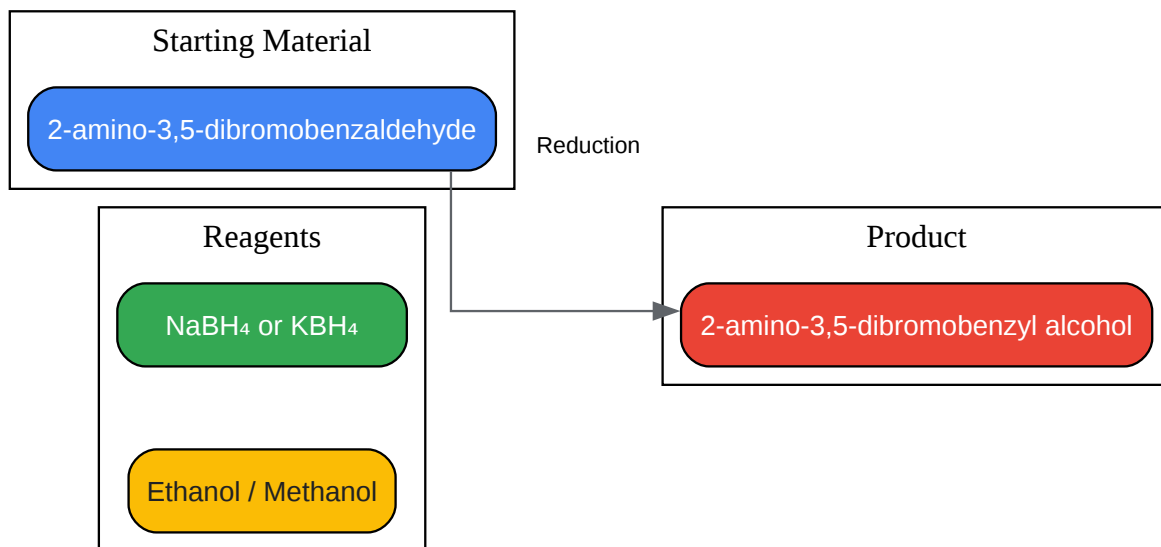 Starting Material
2-amino-3,5-dibromobenzaldehyde
Reduction
Reagents
NaBH₄ or KBH₄
Ethanol / Methanol
Product
2-amino-3,5-dibromobenzyl alcohol